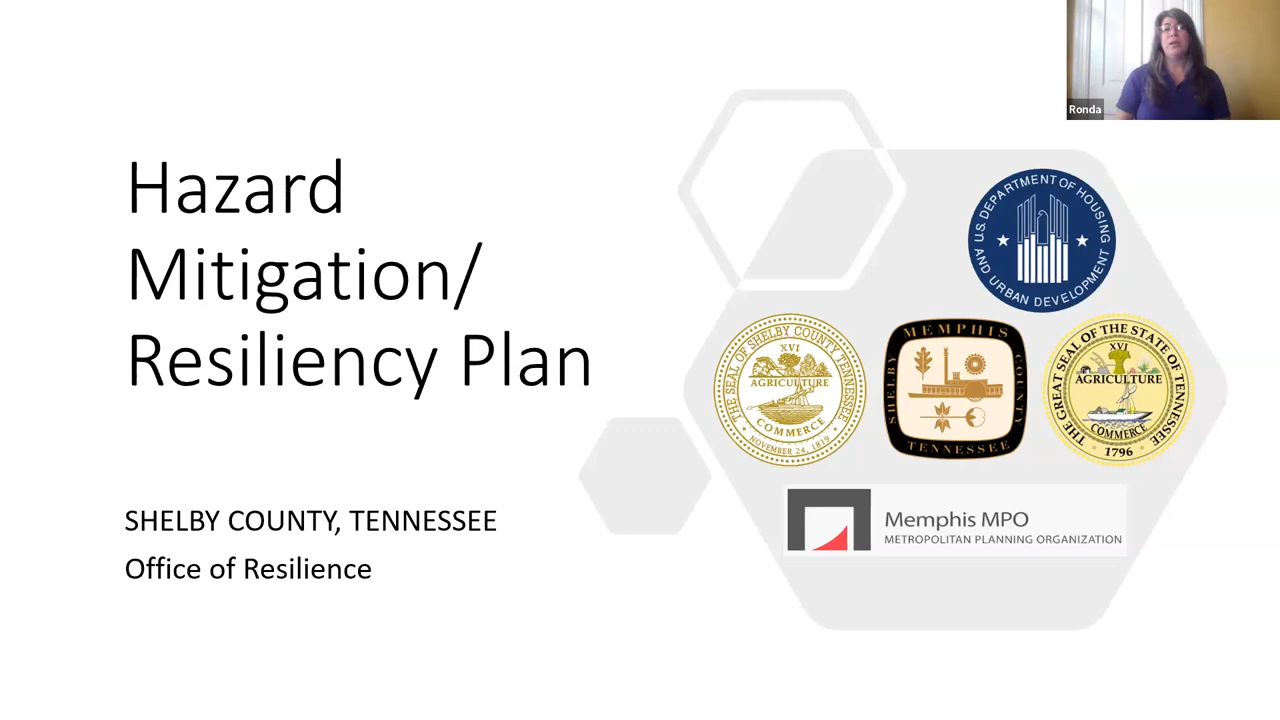 Ronda
Hazard
Mitigation/
Resiliency Plan
SHELBY COUNTY, TENNESSEE
Office of Resilience
U.S. DEPARTMENT OF HOUSING
AND URBAN DEVELOPMENT
THE SEAL OF SHELBY COUNTY TENNESSEE
XVI
AGRICULTURE
COMMERCE
NOVEMBER 24, 1819
MEMPHIS
SHELBY COUNTY
TENNESSEE
THE GREAT SEAL OF THE STATE OF TENNESSEE
XVI
AGRICULTURE
COMMERCE
1796
Memphis MPO
METROPOLITAN PLANNING ORGANIZATION